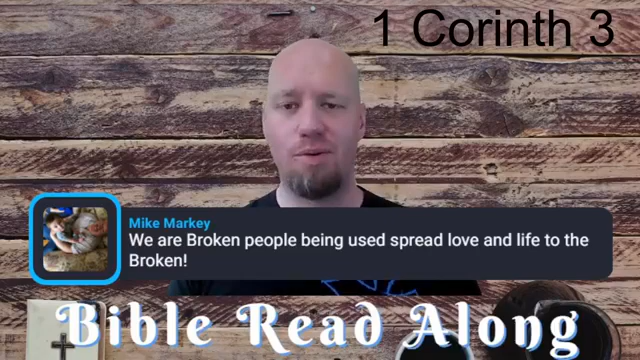 1 Corinth 3
Mike Markey
We are Broken people being used spread love and life to the
Broken!
Bible Read Along